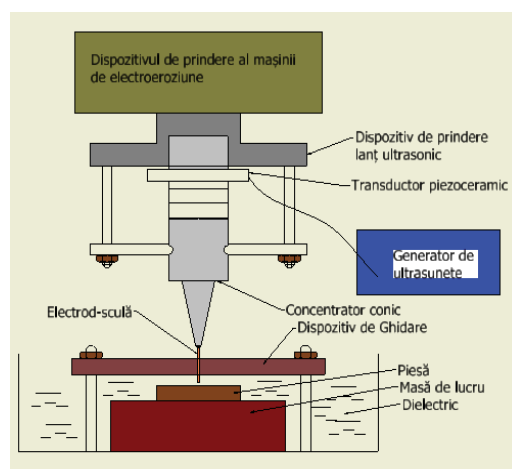 Dispozitivul de prindere al mașinii
de electroeroziune
Dispozitiv de prindere
lanț ultrasonic
Transductor piezoceramic
Generator de
ultrasunete
Electrod-sculă
Concentrator conic
Dispozitiv de Ghidare
Piesă
Masă de lucru
Dielectric